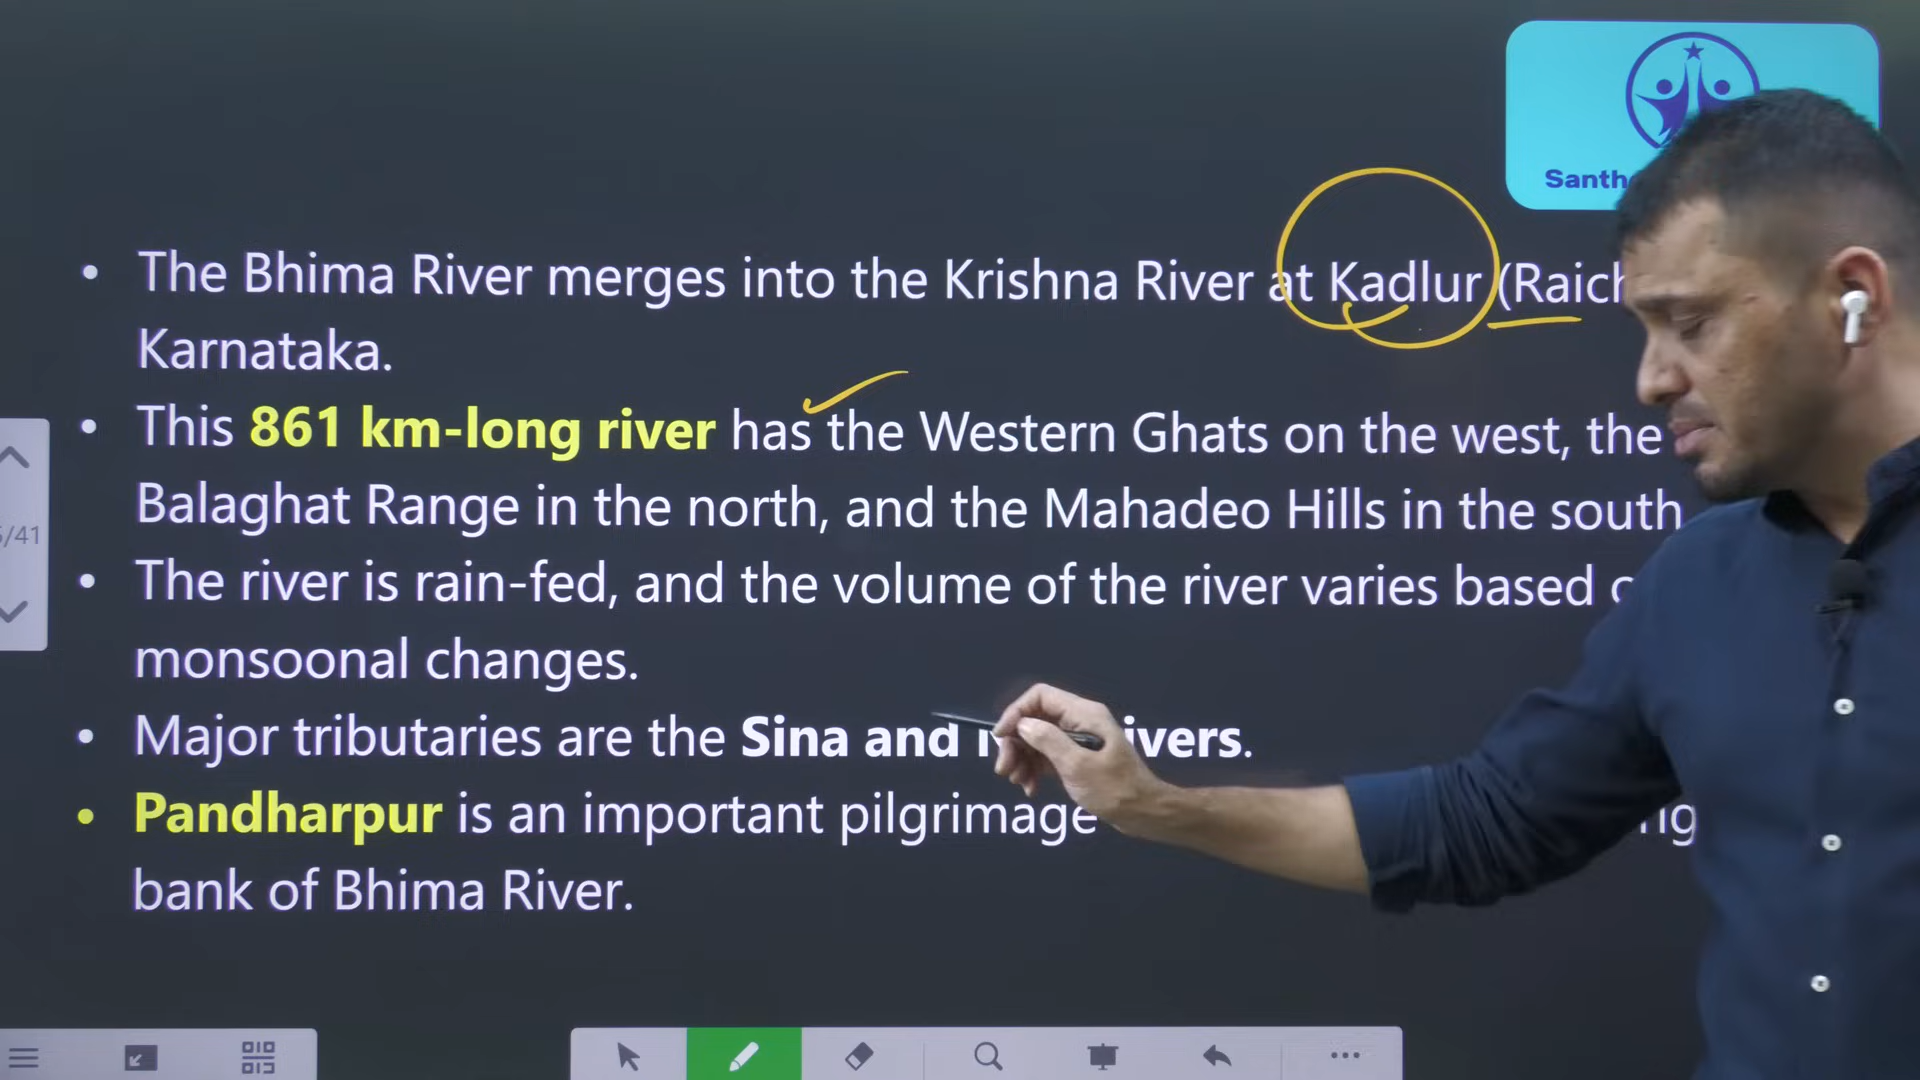 Santh
• The Bhima River merges into the Krishna River at Kadlur (Raich
Karnataka.
• This 861 km-long river has the Western Ghats on the west, the
Balaghat Range in the north, and the Mahadeo Hills in the south
• The river is rain-fed, and the volume of the river varies based
monsoonal changes.
• Major tributaries are the Sina and ivers.
• Pandharpur is an important pilgrimage
bank of Bhima River.
/41